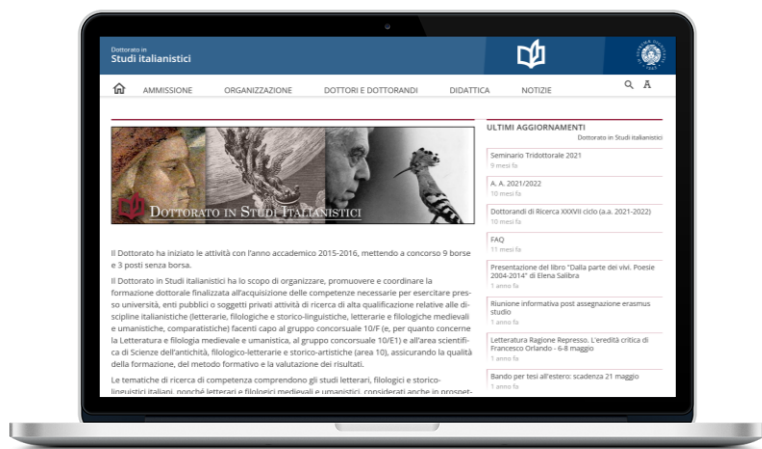 Dottorato in
Studi italianistici
AMMISSIONE ORGANIZZAZIONE DOTTORI E DOTTORANDI DIDATTICA NOTIZIE
DOTTORATO IN STUDI ITALIANISTICI
Il Dottorato ha iniziato le attività con l'anno accademico 2015-2016, mettendo a concorso 9 borse
e 3 posti senza borsa.
Il Dottorato in Studi italianistici ha lo scopo di organizzare, promuovere e coordinare la
formazione dottorale finalizzata all'acquisizione delle competenze necessarie per esercitare pres-
so università, enti pubblici o soggetti privati attività di ricerca di alta qualificazione relative alle di-
scipline italianistiche (letterarie, filologiche e storico-linguistiche, letterarie e filologiche medievali
e umanistiche, comparatistiche) facenti capo al gruppo concorsuale 10/F (e, per quanto concerne
la Letteratura e filologia medievale e umanistica, al gruppo concorsuale 10/E1) e all'area scientifi-
ca di Scienze dell'antichità, filologico-letterarie e storico-artistiche (area 10), assicurando la qualità
della formazione, del metodo formativo e la valutazione dei risultati.
Le tematiche di ricerca di competenza comprendono gli studi letterari, filologici e storico-
linguistici italiani, nonché letterari e filologici medievali e umanistici, considerati anche in prospet-
ULTIMI AGGIORNAMENTI
Dottorato in Studi italianistici
Seminario Tridottorale 2021
9 mesi fa
A. A. 2021/2022
10 mesi fa
Dottorandi di Ricerca XXXVII ciclo (a.a. 2021-2022)
10 mesi fa
FAQ
11 mesi fa
Presentazione del libro "Dalla parte dei vivi. Poesie
2004-2014" di Elena Salibra
1 anno fa
Riunione informativa post assegnazione erasmus
studio
1 anno fa
Letteratura Ragione Represso. L'eredità critica di
Francesco Orlando - 6-8 maggio
1 anno fa
Bando per tesi all'estero: scadenza 21 maggio
1 anno fa